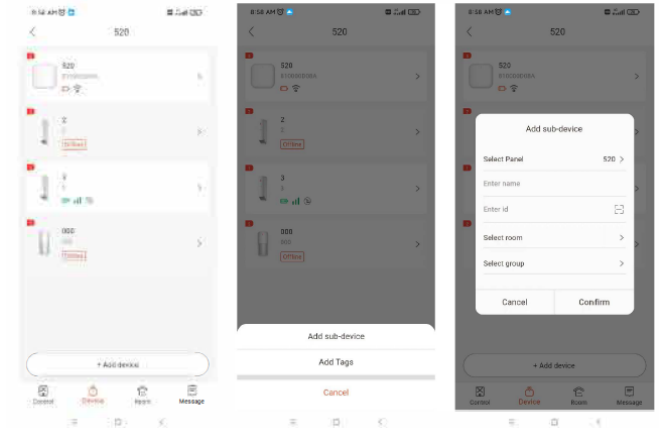 8:58 AM
520
520
2
2
3
000
000
+ Add device
Control
Device
Room
Message
8:58 AM
520
520
2
2
Offline
3
3
000
000
Offline
Add sub-device
Add Tags
Cancel
8:58 AM
520
520
Add sub-device
Select Panel
520
Enter name
Enter id
Select room
Select group
Cancel
Confirm
+ Add device
Control
Device
Room
Message